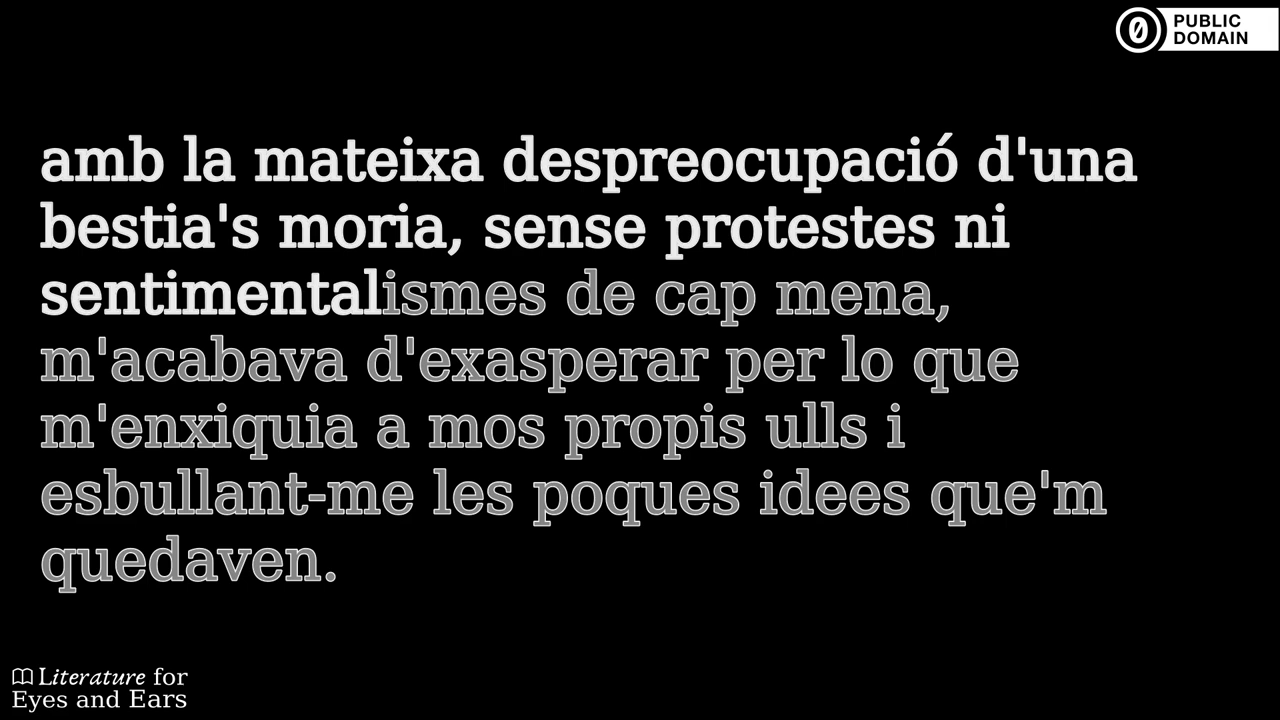 PUBLIC
DOMAIN
amb la mateixa despreocupació d'una
bestia's moria, sense protestes ni
sentimentalismes de cap mena,
m'acabava d'exasperar per lo que
m'enxiquia a mos propis ulls i
esbullant-me les poques idees que'm
quedaven.
Literature for
Eyes and Ears